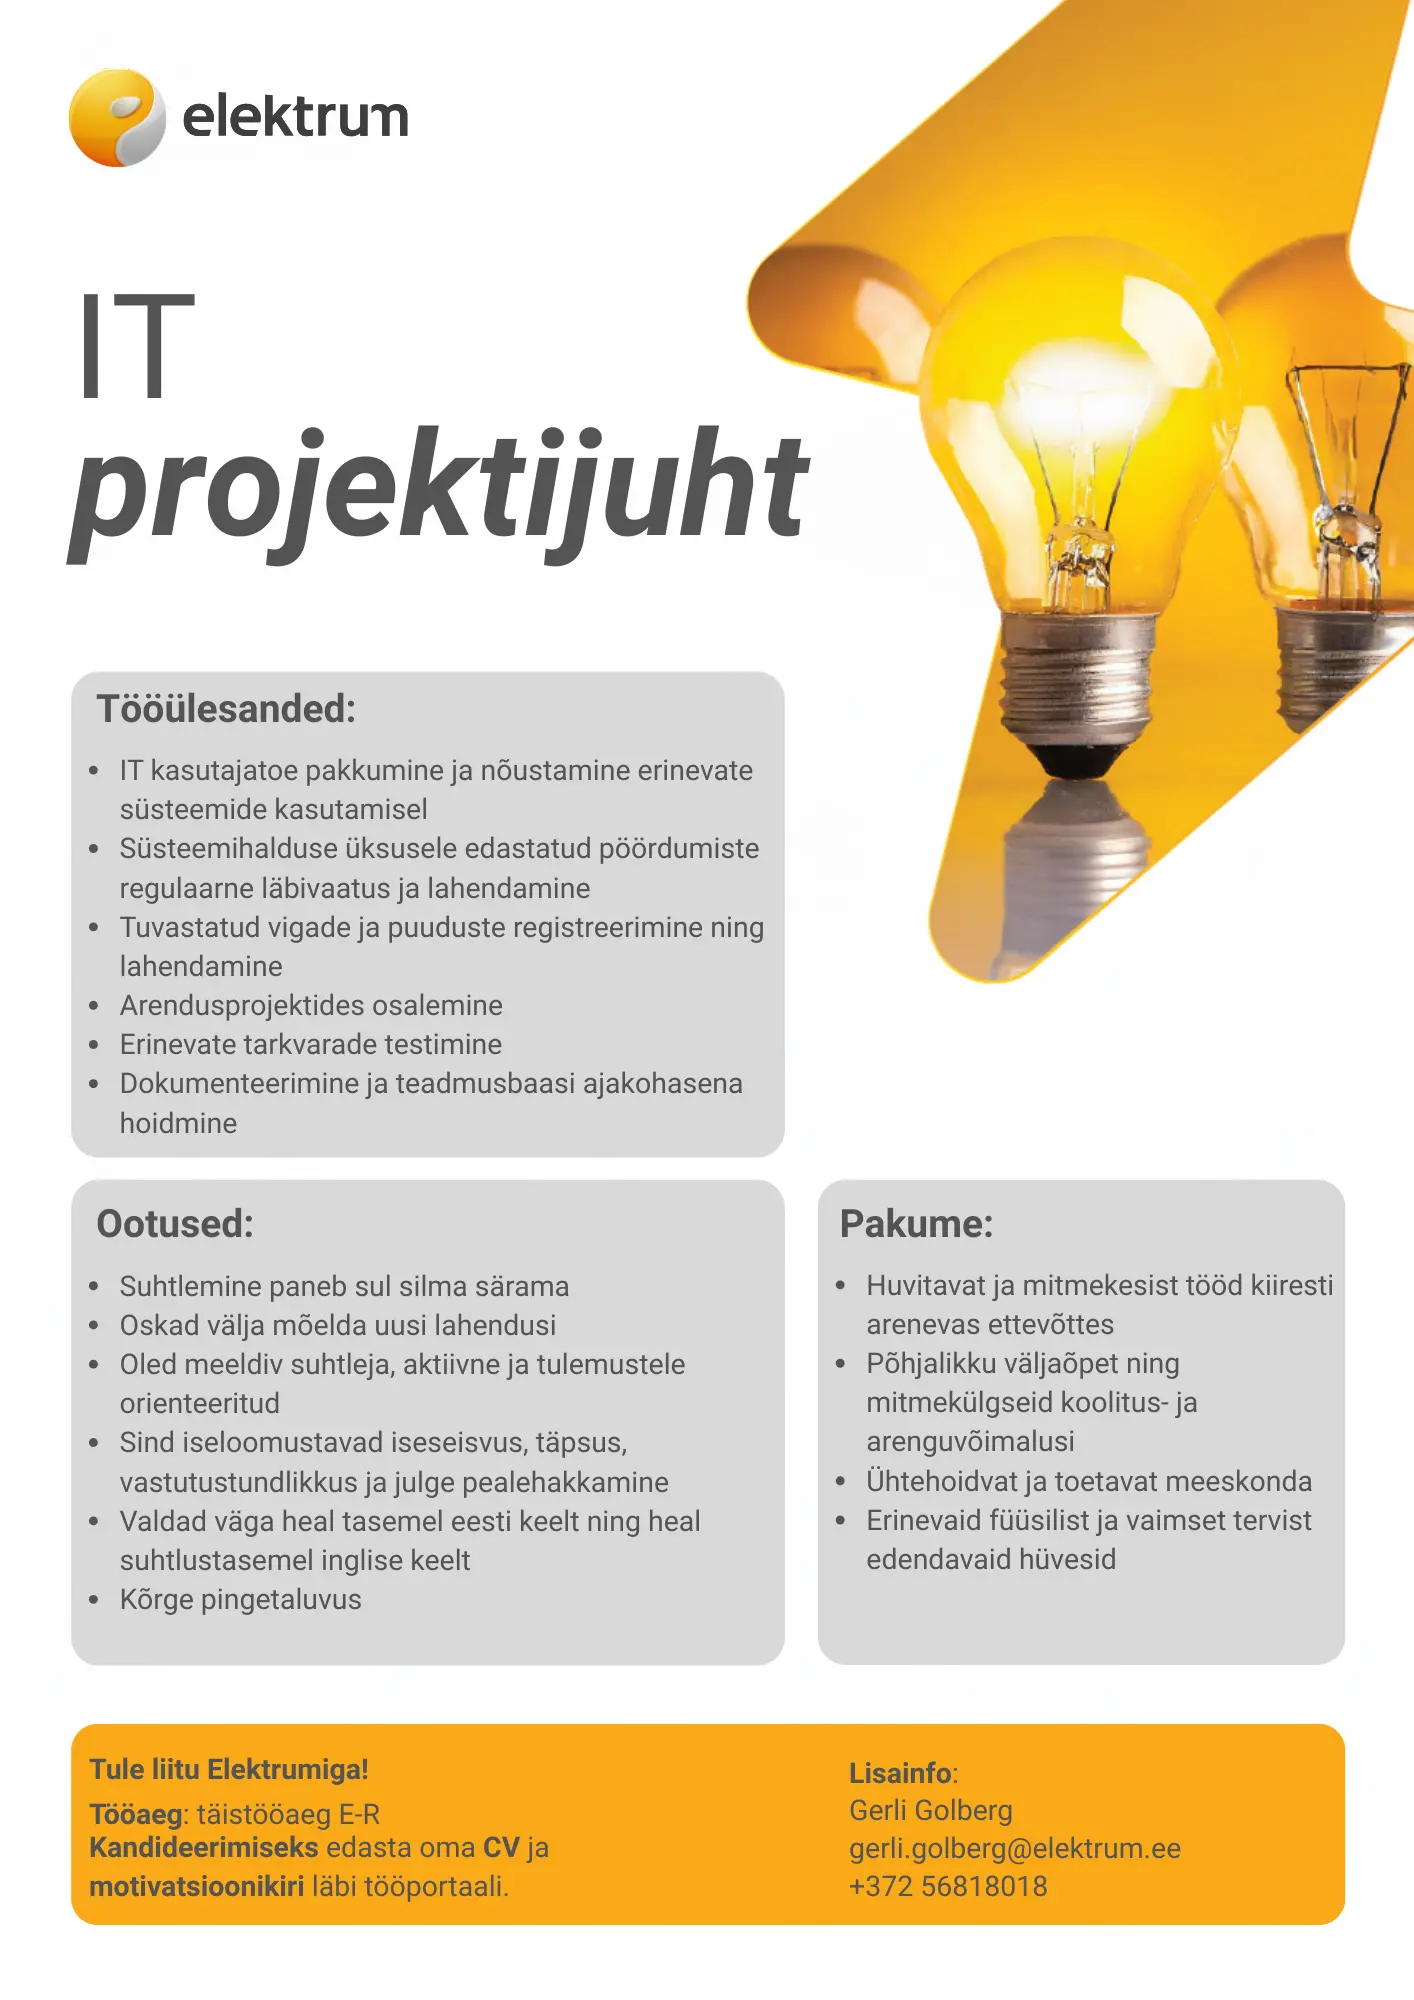 elektrum
IT
projektijuht
Tööülesanded:
• IT kasutajatoe pakkumine ja nõustamine erinevate
süsteemide kasutamisel
• Süsteemihalduse üksusele edastatud pöördumiste
regulaarne läbivaatus ja lahendamine
• Tuvastatud vigade ja puuduste registreerimine ning
lahendamine
• Arendusprojektides osalemine
• Erinevate tarkvarade testimine
• Dokumenteerimine ja teadmusbaasi ajakohasena
hoidmine
Ootused:
• Suhtlemine paneb sul silma särama
• Oskad välja mõelda uusi lahendusi
• Oled meeldiv suhtleja, aktiivne ja tulemustele
orienteeritud
• Sind iseloomustavad iseseisvus, täpsus,
vastutustundlikkus ja julge pealehakkamine
• Valdad väga heal tasemel eesti keelt ning heal
suhtlustasemel inglise keelt
• Kõrge pingetaluvus
Pakume:
• Huvitavat ja mitmekesist tööd kiiresti
arenevas ettevõttes
• Põhjalikku väljaõpet ning
mitmekülgseid koolitus- ja
arenguvõimalusi
• Ühtehoidvat ja toetavat meeskonda
• Erinevaid füüsilist ja vaimset tervist
edendavaid hüvesid
Tule liitu Elektrumiga!
Tööaeg: täistööaeg E-R
Kandideerimiseks edasta oma CV ja
motivatsioonikiri läbi tööportaali.
Lisainfo:
Gerli Golberg
gerli.golberg@elektrum.ee
+372 56818018